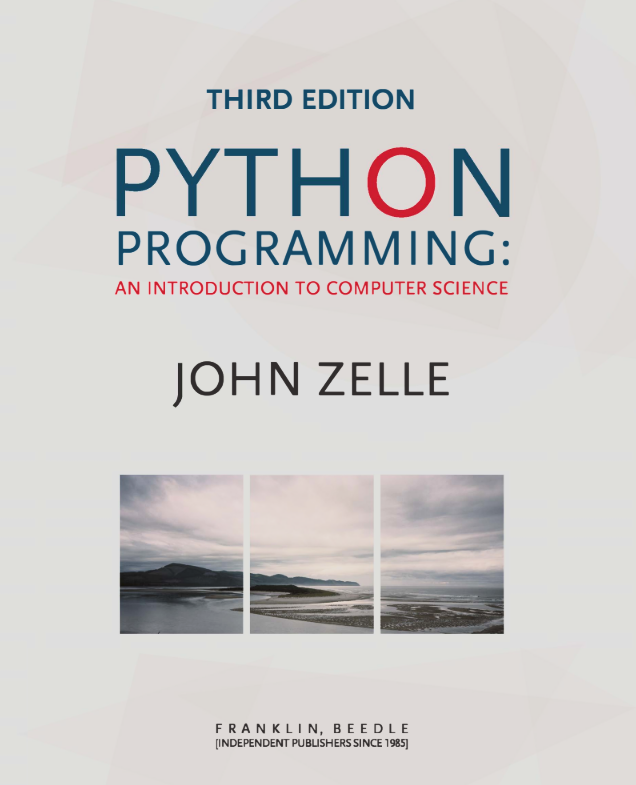 THIRD EDITION
PYTHON
PROGRAMMING:
AN INTRODUCTION TO COMPUTER SCIENCE
JOHN ZELLE
FRANKLIN, BEEDLE
[INDEPENDENT PUBLISHERS SINCE 1985]